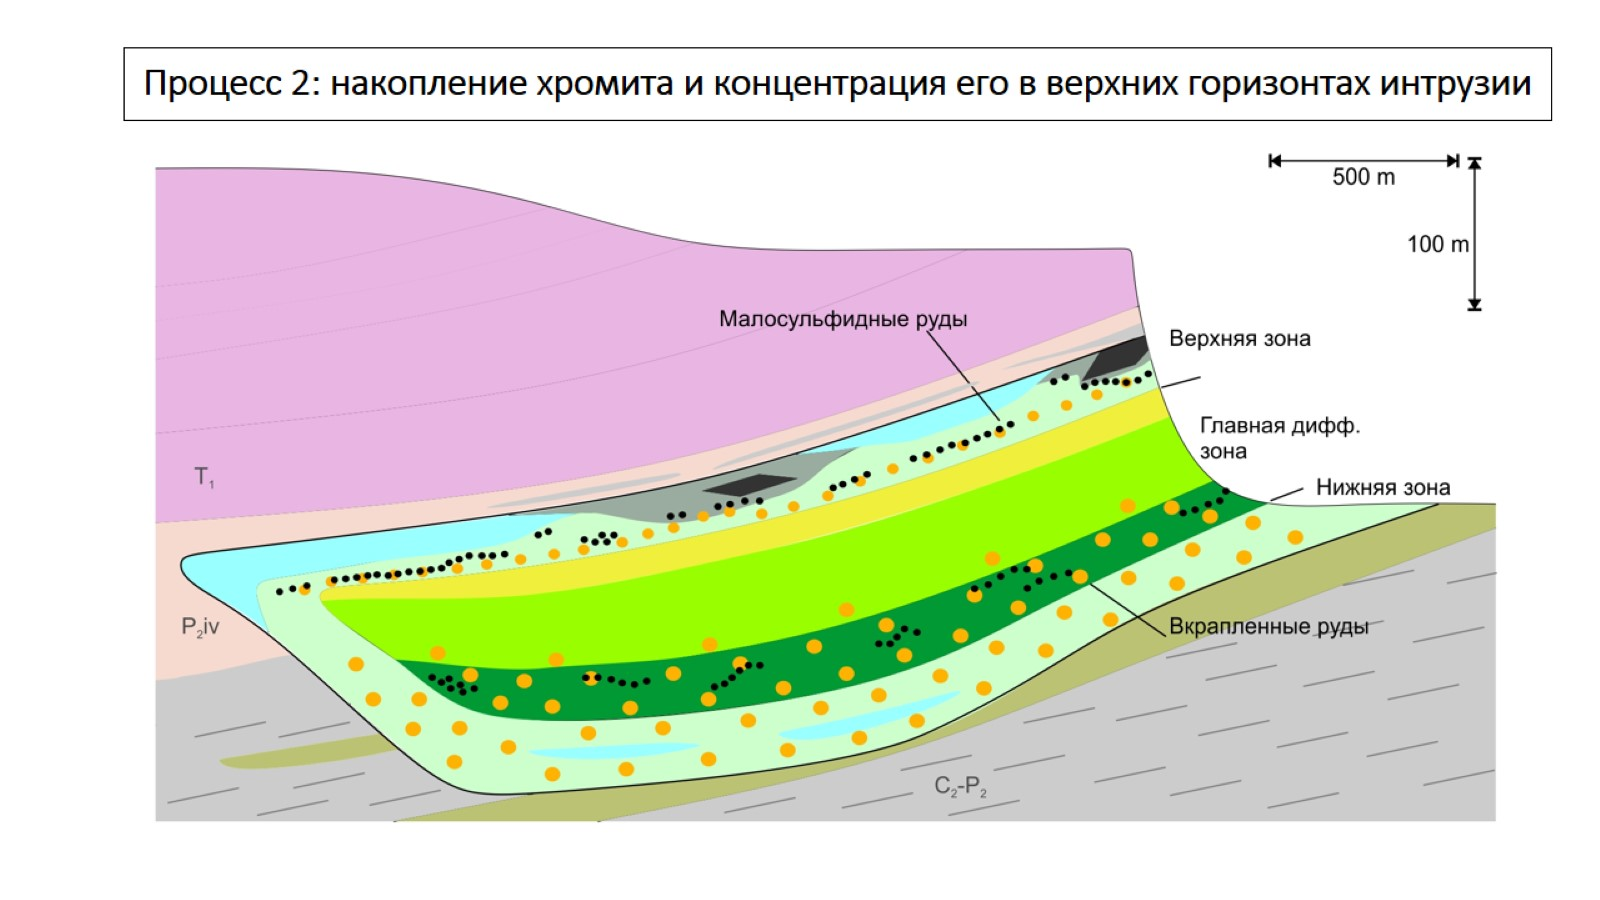 Процесс 2: накопление хромита и концентрация его в верхних горизонтах интрузии
500 m
100 m
Малосульфидные руды
Верхняя зона
Главная дифф.
зона
Нижняя зона
T1
P2iv
Вкрапленные руды
C2-P2